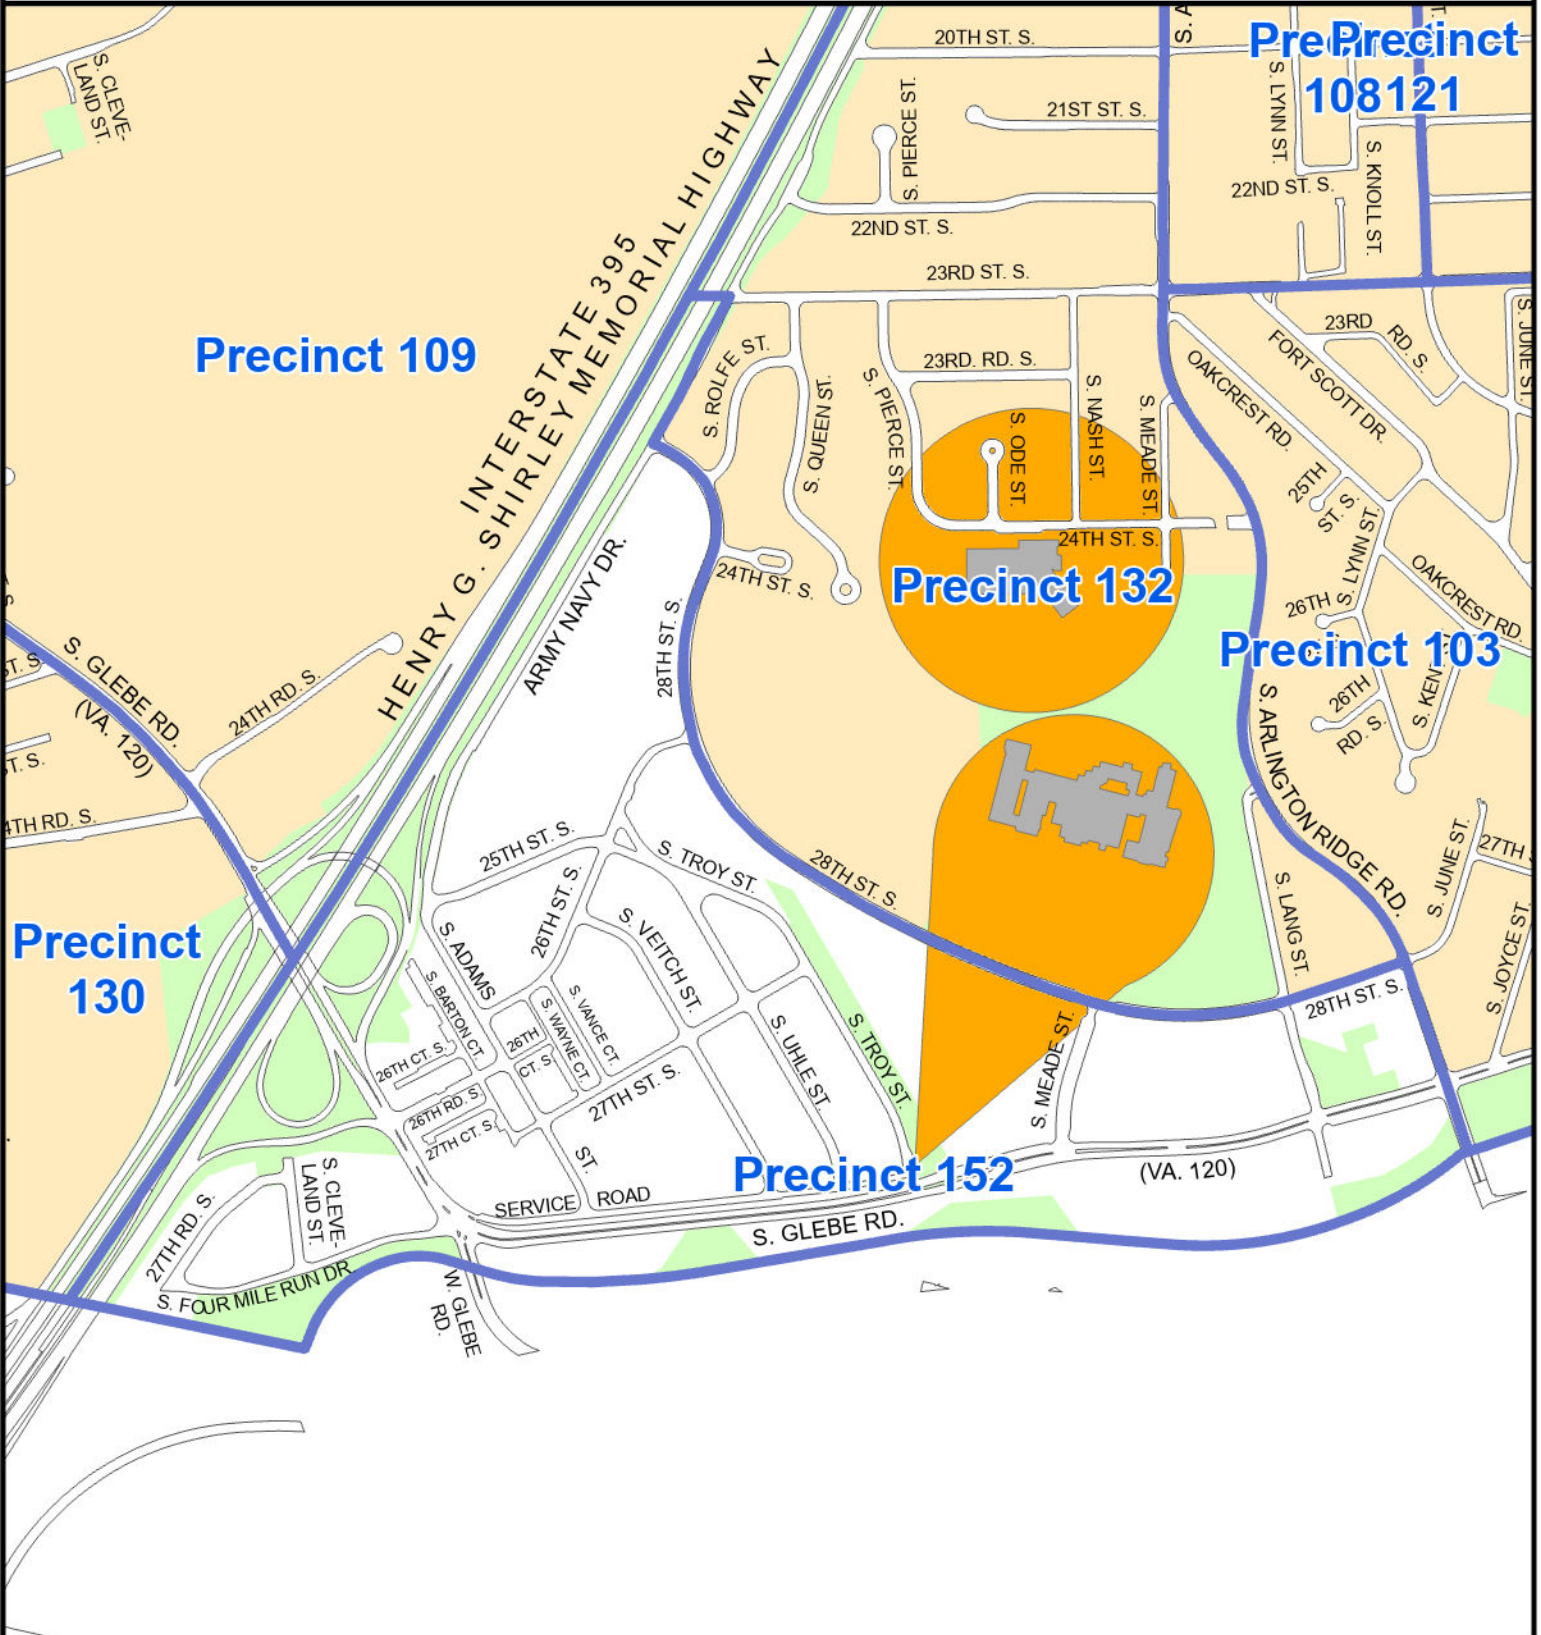 20TH ST. S.
S. A
Precinct
121
108
S. CLEVE-
LAND ST.
S. PIERCE ST.
21ST ST. S.
S. LYNN ST.
S. KNOLL ST.
22ND ST. S.
22ND ST. S.
23RD ST. S.
INTERSTATE 395
HENRY G. SHIRLEY MEMORIAL HIGHWAY
Precinct 109
S. ROLFE ST.
S. QUEEN ST.
S. PIERCE ST.
23RD. RD. S.
S. ODE ST.
S. NASH ST.
S. MEADE ST.
OAKCREST RD.
FORT SCOTT DR.
23RD
RD. S.
S. JUNE ST.
25TH
ST. S.
24TH ST. S.
24TH ST. S.
Precinct 132
S. LYNN ST.
OAKCREST RD.
26TH
Precinct 103
S. KENT
26TH
RD. S.
ARMY NAVY DR.
28TH ST. S.
S. GLEBE RD.
(VA. 120)
24TH RD. S.
ST. S.
T. S.
4TH RD. S.
S. ARLINGTON RIDGE RD.
S. JUNE ST.
27TH
S. JOYCE ST.
S. LANG ST.
25TH ST. S.
S. TROY ST.
28TH ST. S.
26TH ST. S.
S. VEITCH ST.
Precinct
130
S. ADAMS
S. BARTON CT.
S. VANCE CT.
S. WAYNE CT.
26TH
CT. S.
26TH CT. S.
26TH RD. S.
27TH CT. S.
27TH ST. S.
S. UHLE ST.
S. TROY ST.
S. MEADE ST.
28TH ST. S.
ST.
Precinct 152
(VA. 120)
SERVICE ROAD
S. GLEBE RD.
S. CLEVE-
LAND ST.
27TH RD. S.
S. FOUR MILE RUN DR.
W. GLEBE
RD.